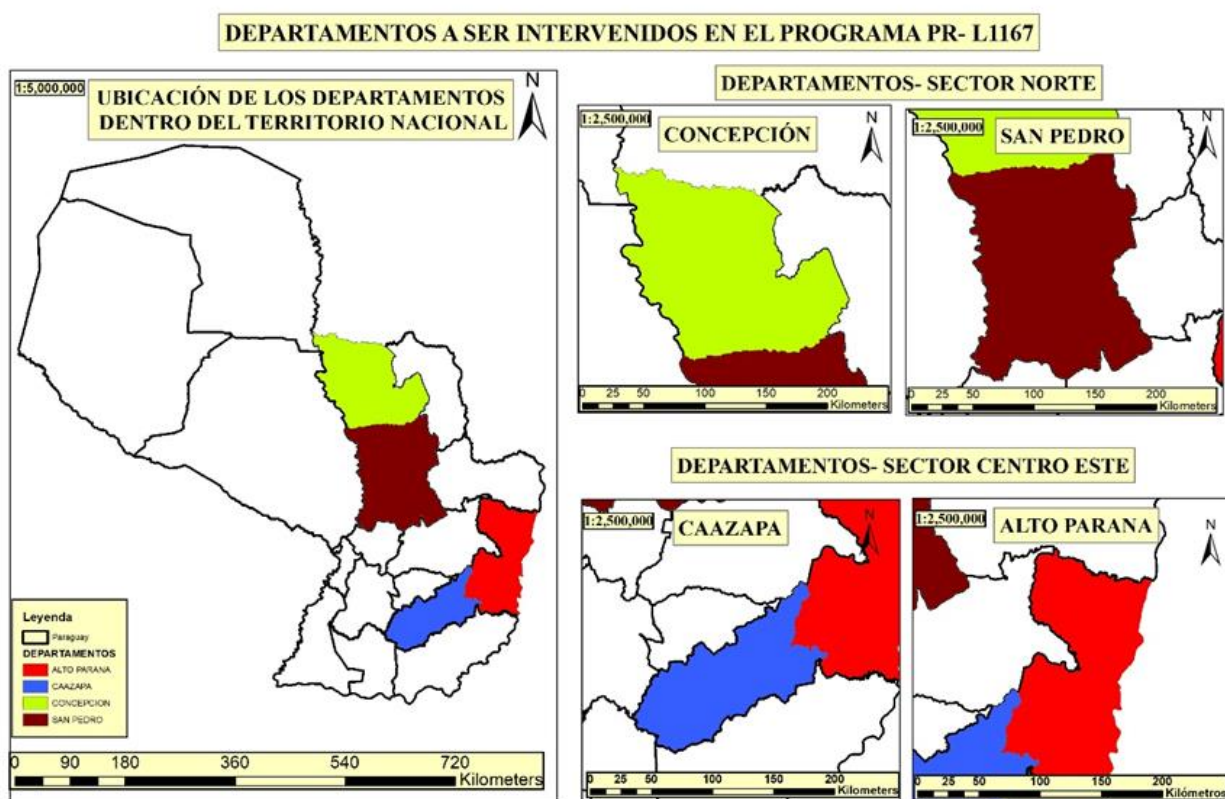 DEPARTAMENTOS A SER INTERVENIDOS EN EL PROGRAMA PR- L1167
1:5,000,000
UBICACIÓN DE LOS DEPARTAMENTOS
DENTRO DEL TERRITORIO NACIONAL
N
Leyenda
Paraguay
DEPARTAMENTOS
ALTO PARANA
CAAZAPA
CONCEPCION
SAN PEDRO
0 90 180 360 540 720
Kilometers
DEPARTAMENTOS- SECTOR NORTE
1:2,500,000
CONCEPCIÓN
N
0 25 50 100 150 200
Kilometers
1:2,500,000
SAN PEDRO
N
0 25 50 100 150 200
Kilometers
DEPARTAMENTOS- SECTOR CENTRO ESTE
1:2,500,000
CAAZAPA
N
0 25 50 100 150 200
Kilometers
1:2,500,000
ALTO PARANA
N
0 25 50 100 150 200
Kilómetros